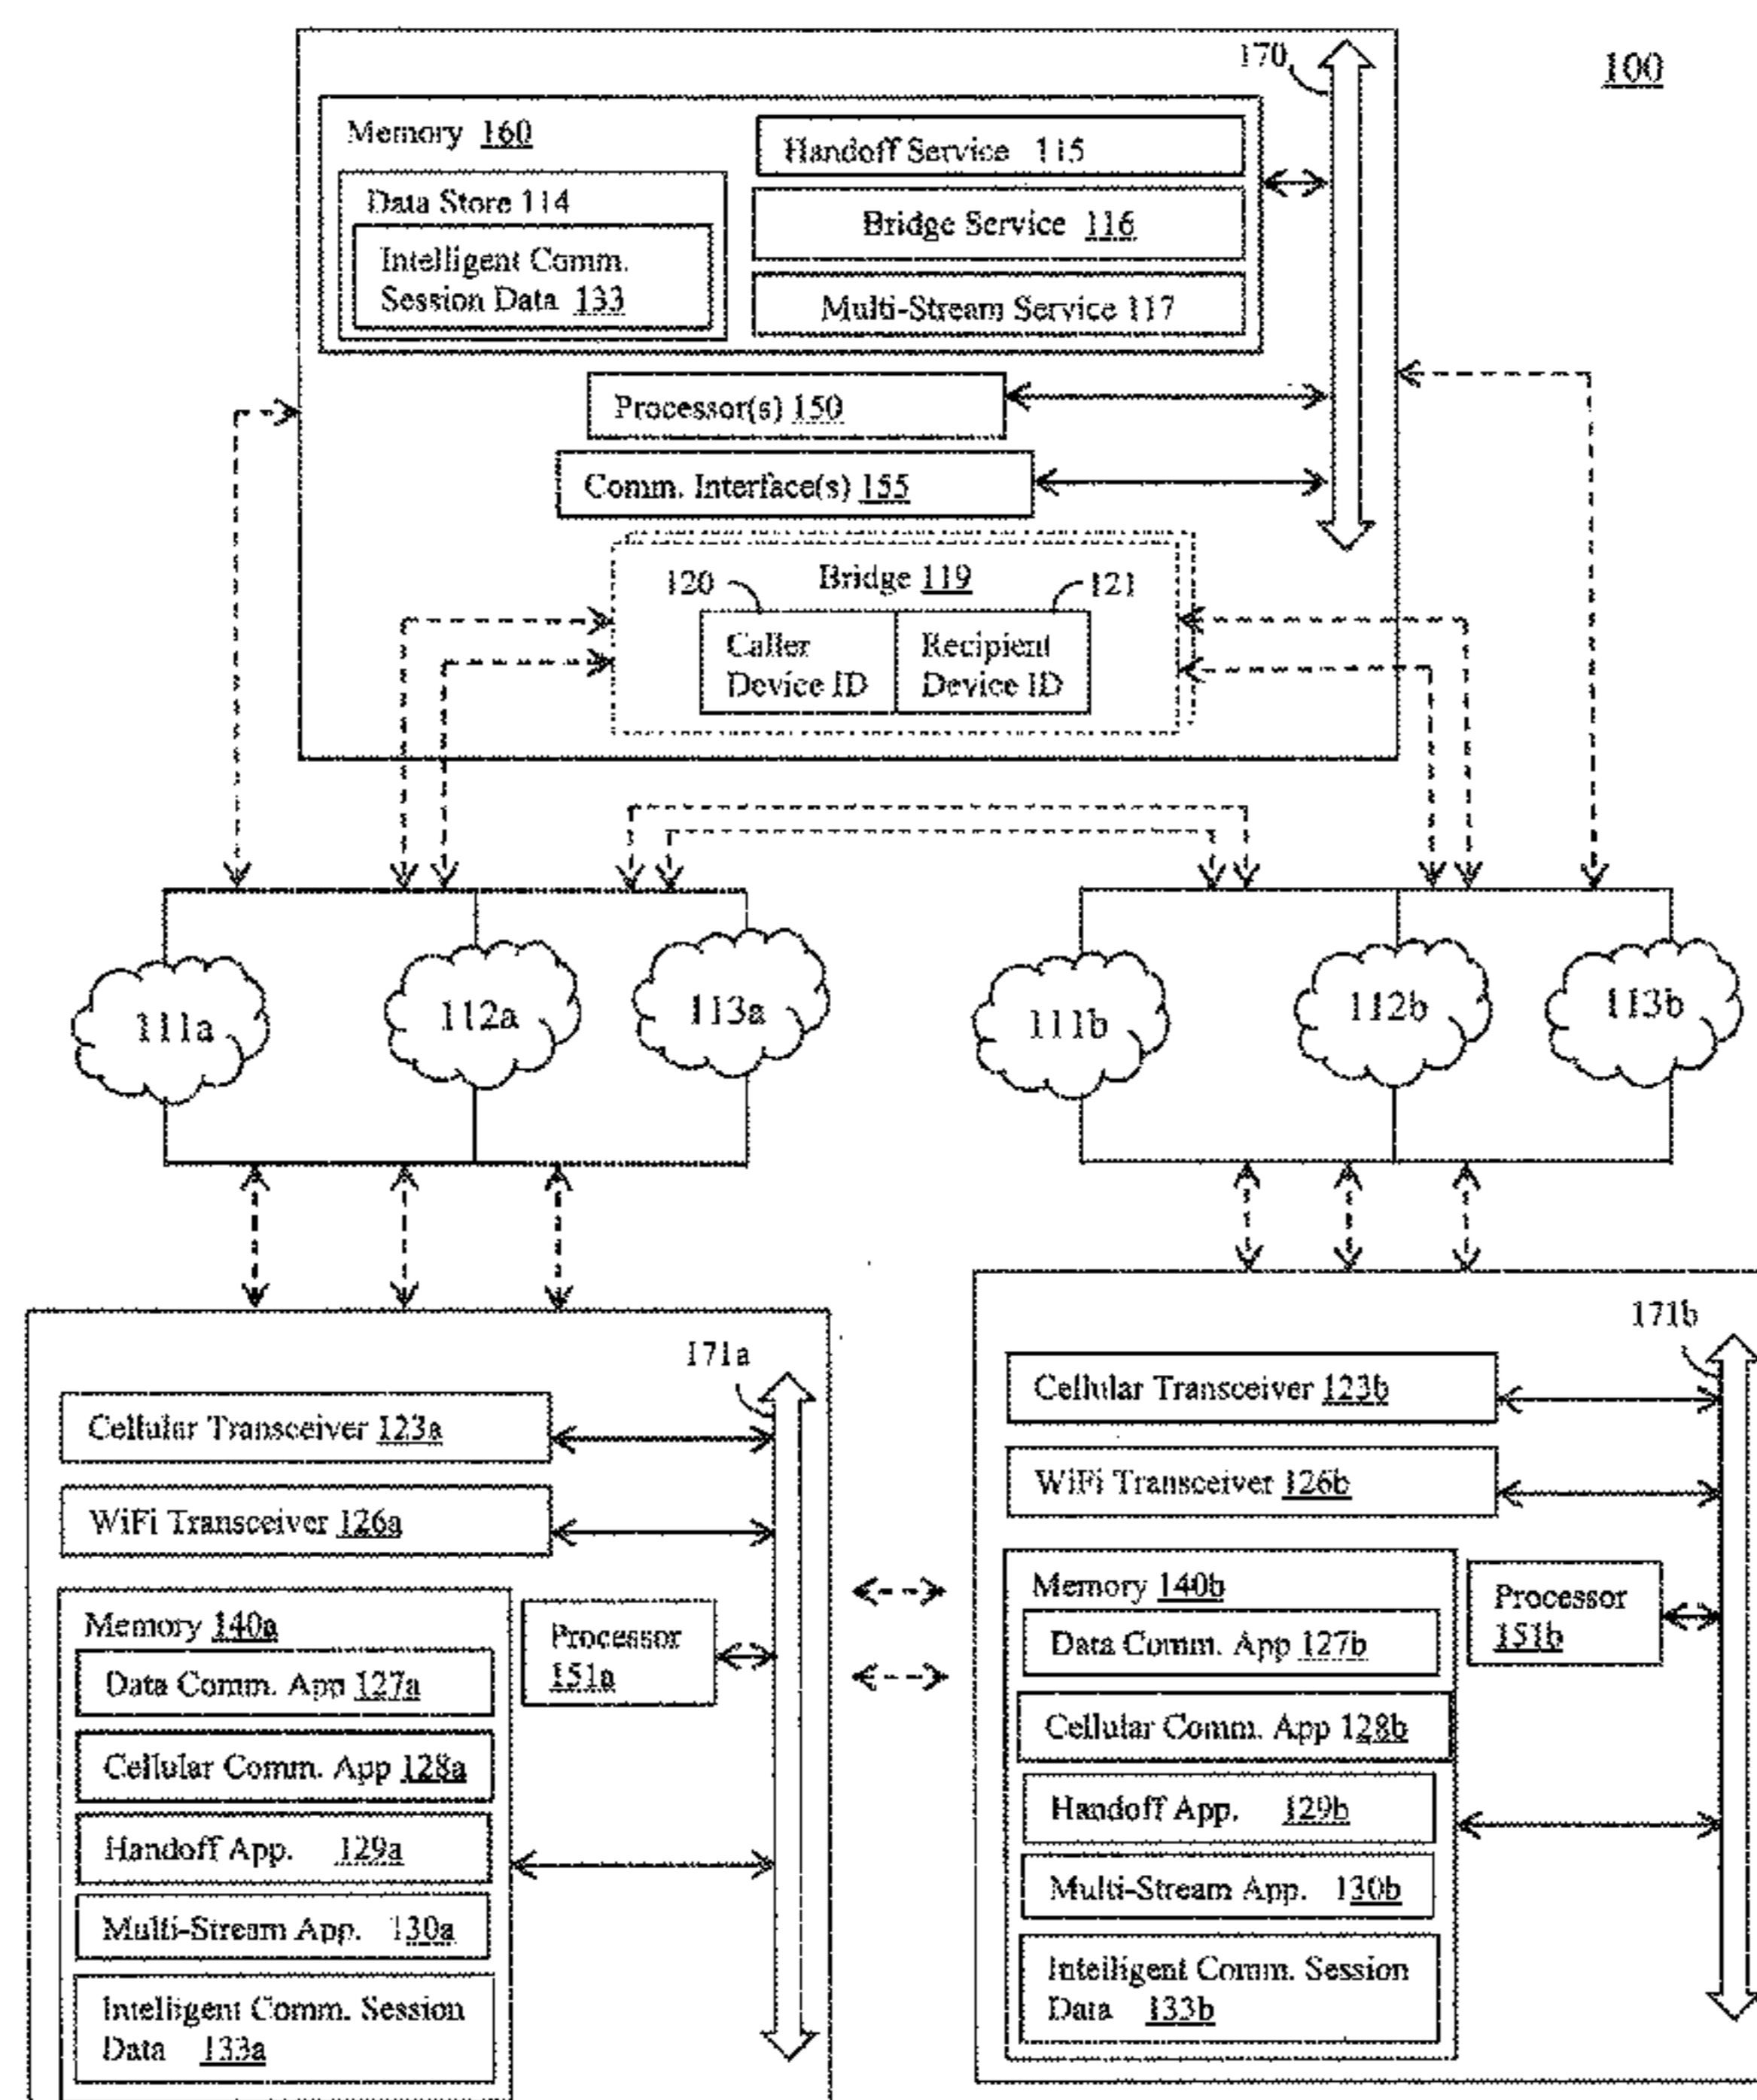 100
170
Memory 160
Handoff Service 115
Data Store 114
Bridge Service 116
Intelligent Comm.
Session Data 133
Multi-Stream Service 117
Processor(s) 150
Comm. Interface(s) 155
120
Bridge 119
121
Caller
Device ID
Recipient
Device ID
111a
112a
113a
111b
112b
113b
171a
Cellular Transceiver 123a
WiFi Transceiver 126a
Memory 140a
Processor
151a
Data Comm. App 127a
Cellular Comm. App 128a
Handoff App. 129a
Multi-Stream App. 130a
Intelligent Comm. Session
Data 133a
171b
Cellular Transceiver 123b
WiFi Transceiver 126b
Memory 140b
Processor
151b
Data Comm. App 127b
Cellular Comm. App 128b
Handoff App. 129b
Multi-Stream App. 130b
Intelligent Comm. Session
Data 133b